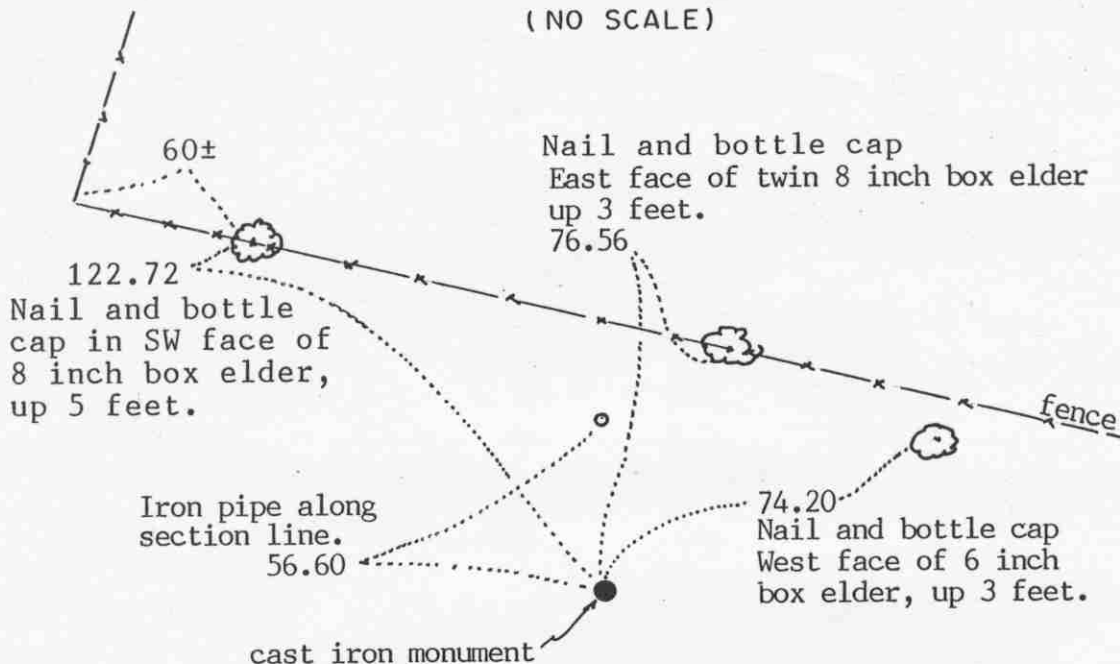 (NO SCALE)
60±
Nail and bottle cap
East face of twin 8 inch box elder
up 3 feet.
76.56
122.72
Nail and bottle
cap in SW face of
8 inch box elder,
up 5 feet.
fence
Iron pipe along
section line.
56.60
74.20
Nail and bottle cap
West face of 6 inch
box elder, up 3 feet.
cast iron monument